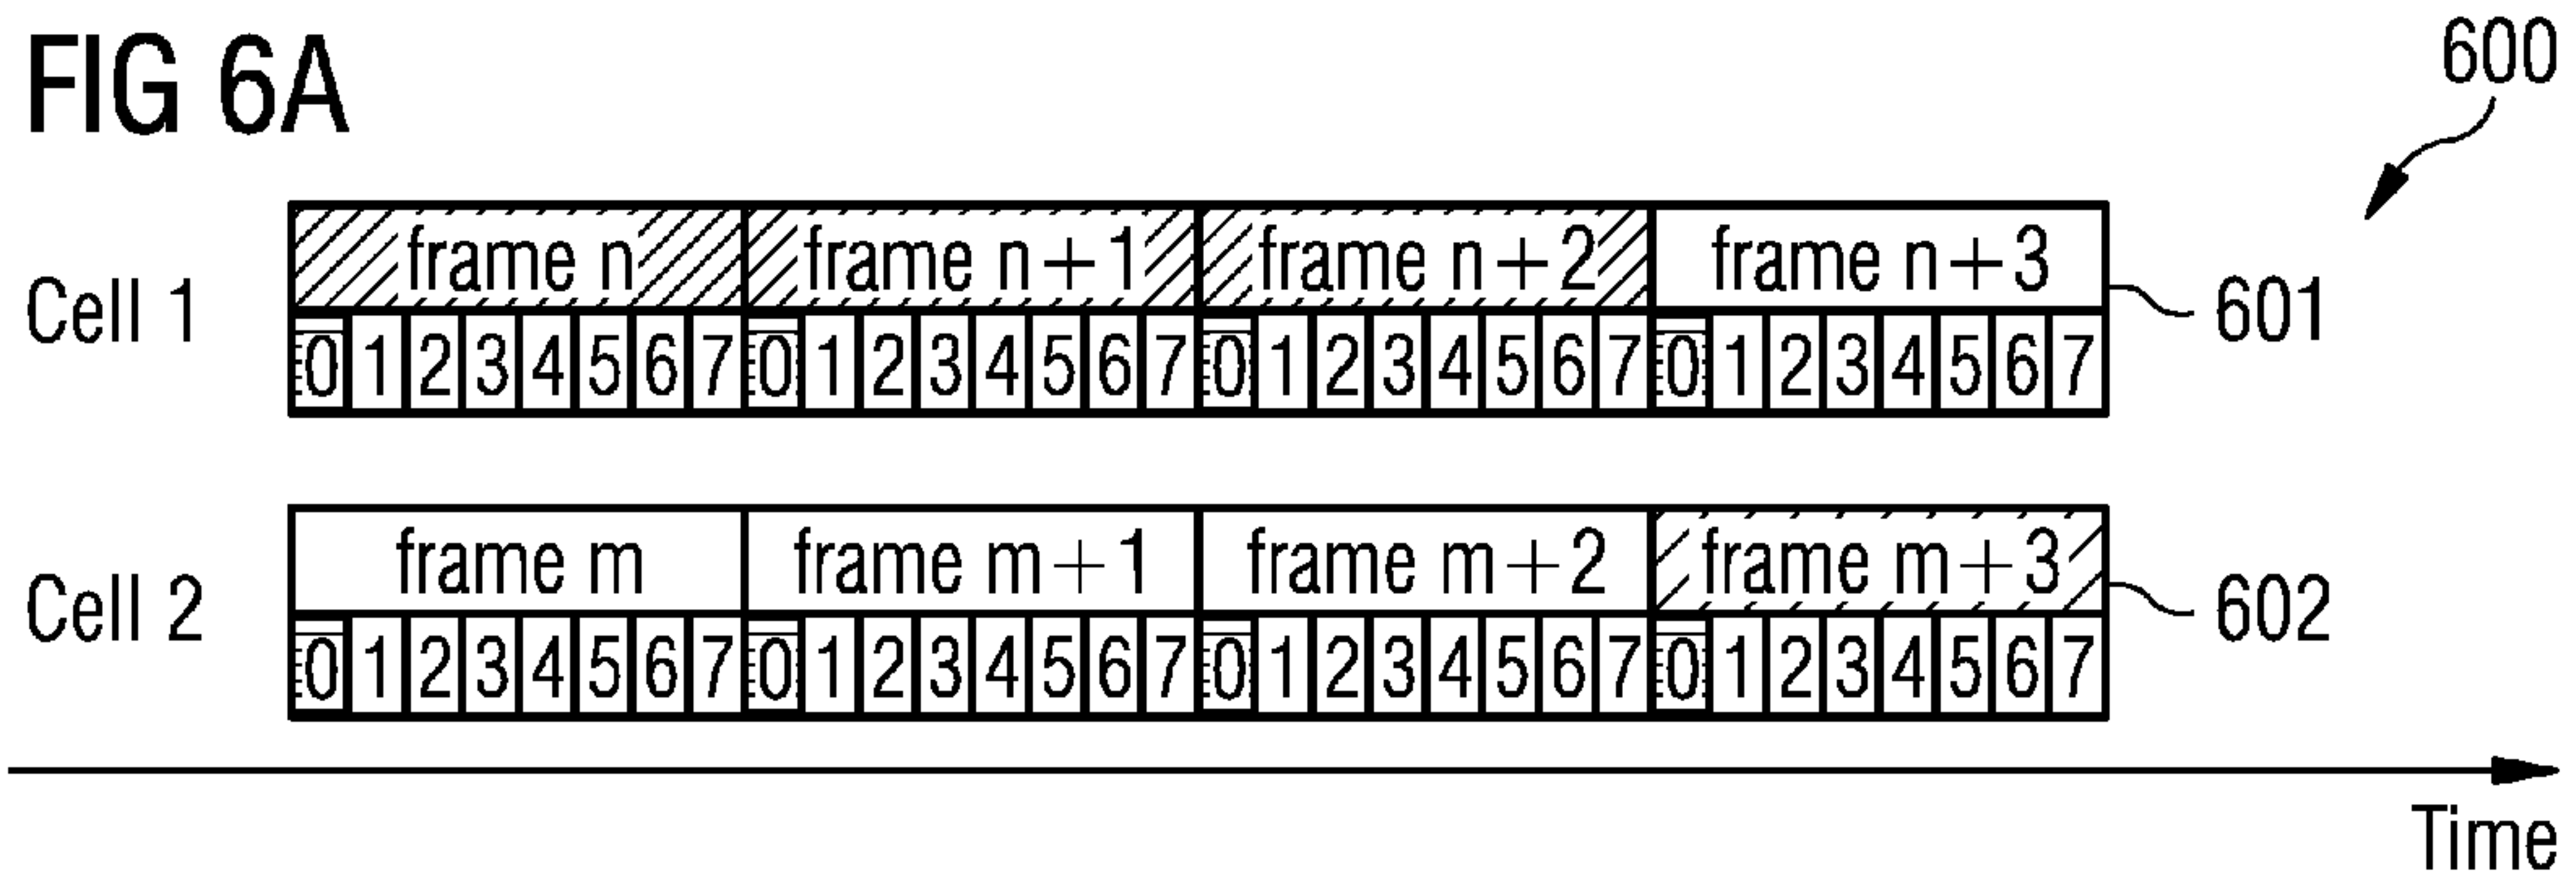 FIG 6A
600
frame n frame n+1 frame n+2 frame n+3
Cell 1
601
0 1 2 3 4 5 6 7 0 1 2 3 4 5 6 7 0 1 2 3 4 5 6 7 0 1 2 3 4 5 6 7
frame m frame m+1 frame m+2 frame m+3
Cell 2
602
0 1 2 3 4 5 6 7 0 1 2 3 4 5 6 7 0 1 2 3 4 5 6 7 0 1 2 3 4 5 6 7
Time